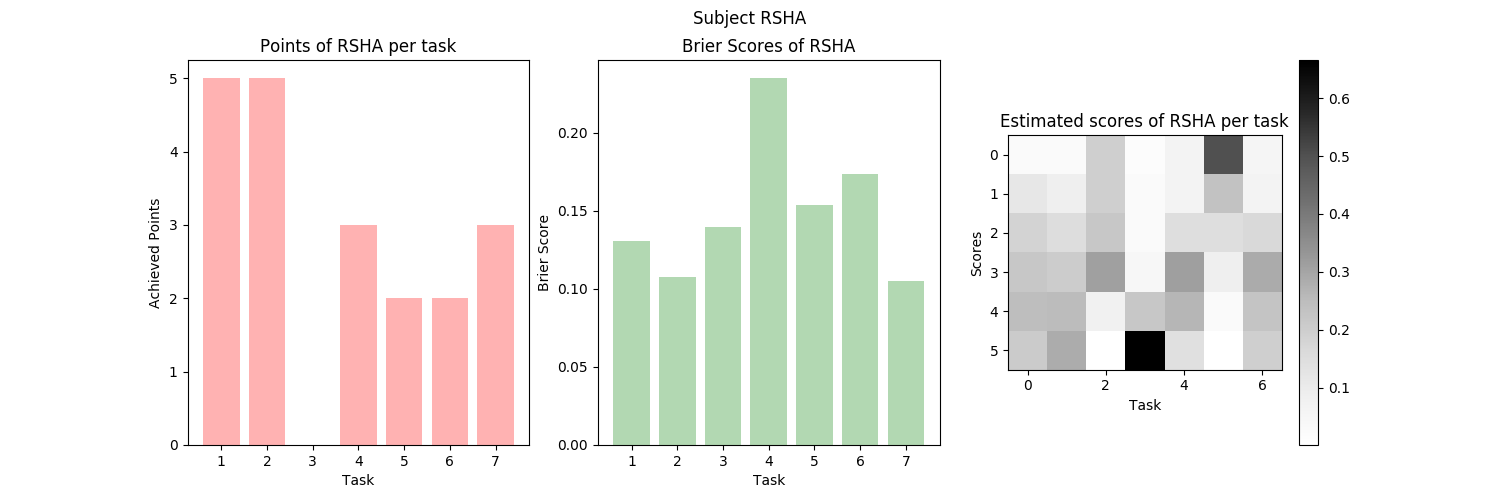 Subject RSHA
Points of RSHA per task
Achieved Points
5
4
3
2
1
0
1 2 3 4 5 6 7
Task
Brier Scores of RSHA
Brier Score
0.20
0.15
0.10
0.05
0.00
1 2 3 4 5 6 7
Task
Estimated scores of RSHA per task
Scores
0
1
2
3
4
5
0 2 4 6
Task
0.6
0.5
0.4
0.3
0.2
0.1